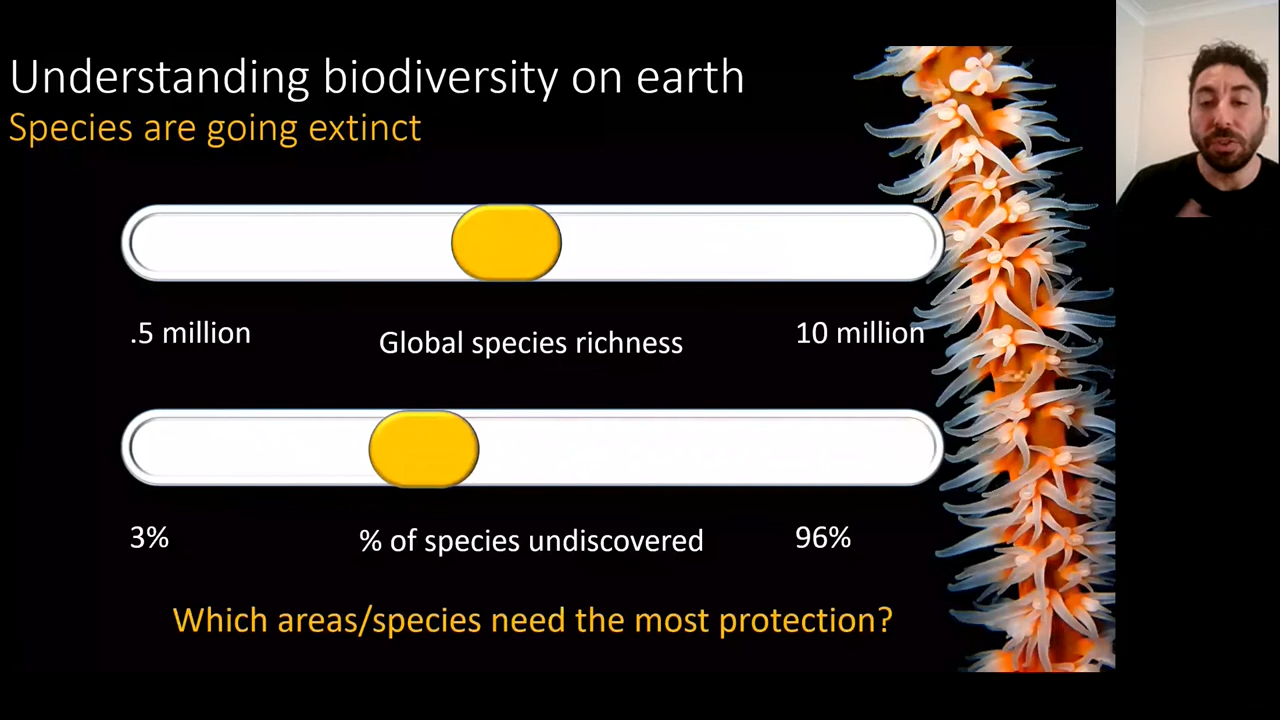 Understanding biodiversity on earth
Species are going extinct
.5 million
Global species richness
10 million
3%
% of species undiscovered
96%
Which areas/species need the most protection?